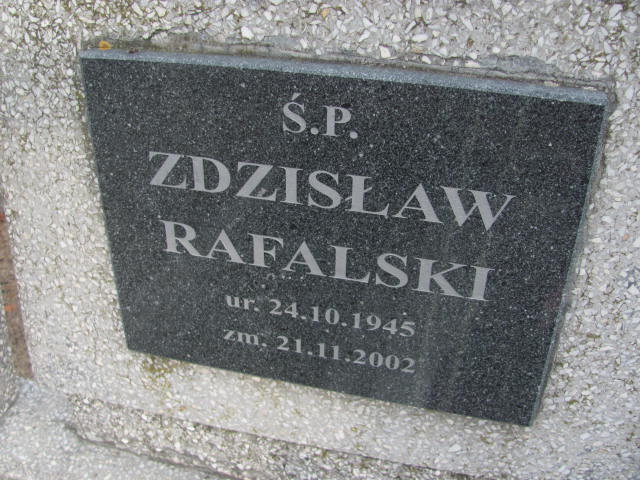 Ś.P.
ZDZISŁAW
RAFALSKI
ur. 24.10.1945
zm. 21.11.2002